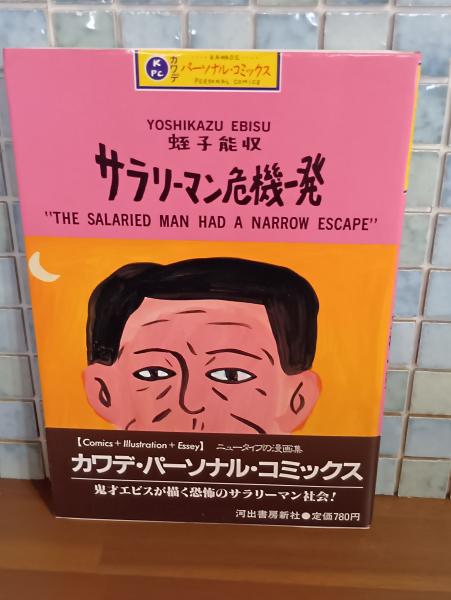 K
PC
カワデ
パーソナル・コミックス
PERSONAL COMICS
YOSHIKAZU EBISU
蛭子能収
サラリーマン危機一発
"THE SALARIED MAN HAD A NARROW ESCAPE"
【Comics+Illustration+Essey】 ニュータイプの漫画集
カワデ・パーソナル・コミックス
鬼才エビスが描く恐怖のサラリーマン社会!
河出書房新社●定価780円